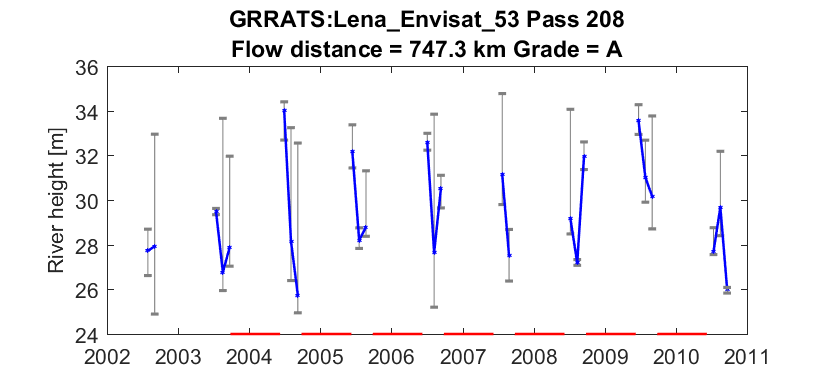 GRRATS:Lena_Envisat_53 Pass 208
Flow distance = 747.3 km Grade = A
River height [m]
36
34
32
30
28
26
24
2002 2003 2004 2005 2006 2007 2008 2009 2010 2011